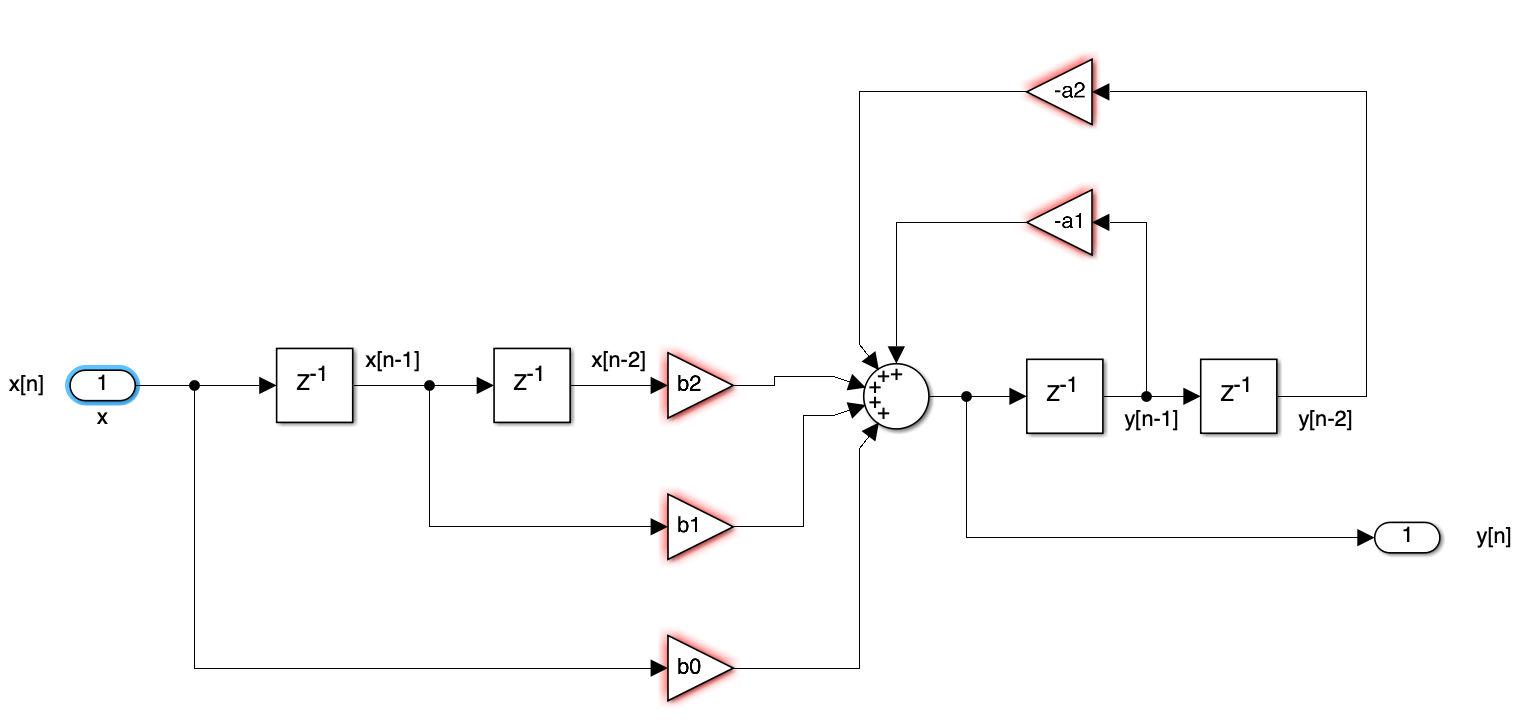 -a2
-a1
x[n]
1
x
z-1
x[n-1]
z-1
x[n-2]
b2
+
+
+
+
+
z-1
y[n-1]
z-1
y[n-2]
b1
1
y[n]
b0